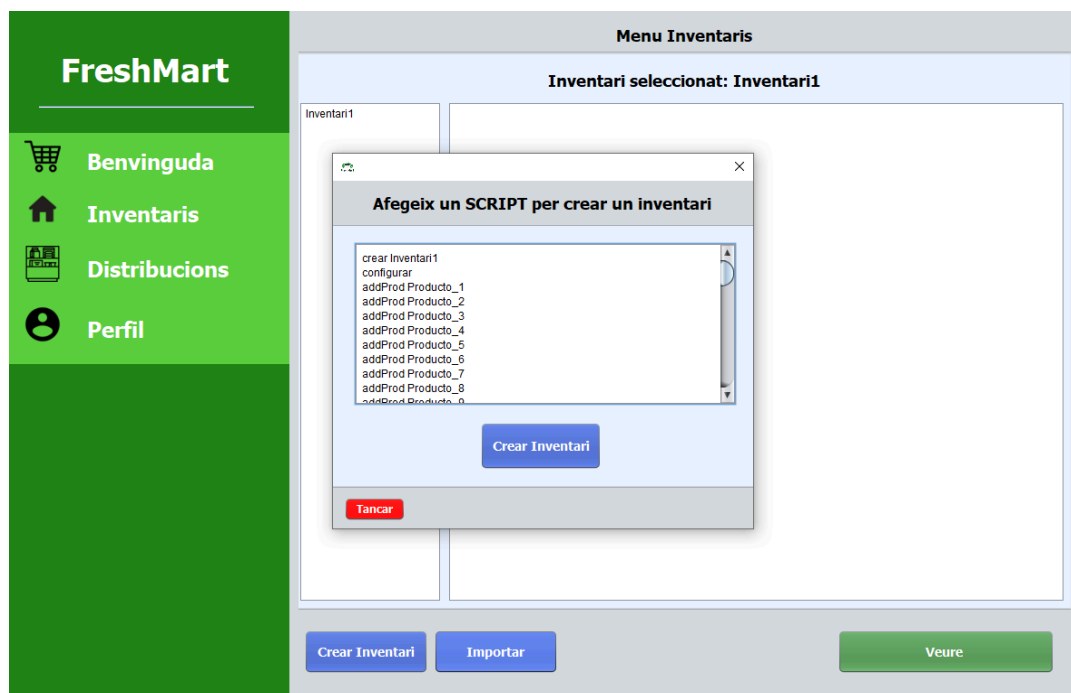 FreshMart
Benvinguda
Inventaris
Distribucions
Perfil
Menu Inventaris
Inventari seleccionat: Inventari1
Inventari1
Afegeix un SCRIPT per crear un inventari
crear Inventari1
configurar
addProd Producto_1
addProd Producto_2
addProd Producto_3
addProd Producto_4
addProd Producto_5
addProd Producto_6
addProd Producto_7
addProd Producto_8
addProd Producto_9
Crear Inventari
Tancar
Crear Inventari
Importar
Veure